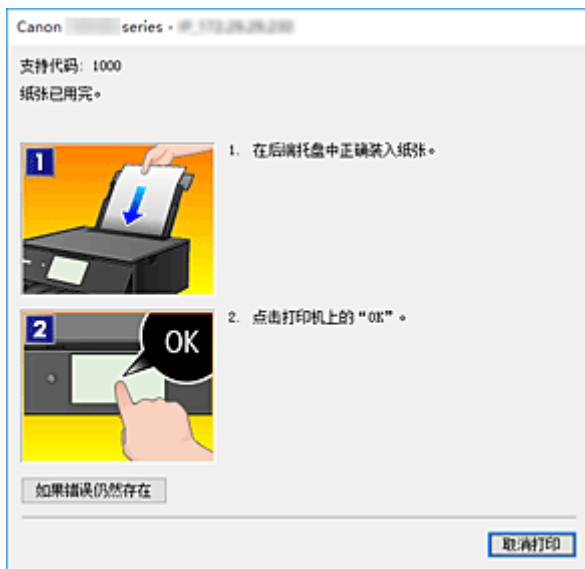 Canon series -
支持代码: 1000
纸张已用完。
1
1. 在后端托盘中正确装入纸张。
2
OK
2. 点击打印机上的“OK”。
如果错误仍然存在
取消打印